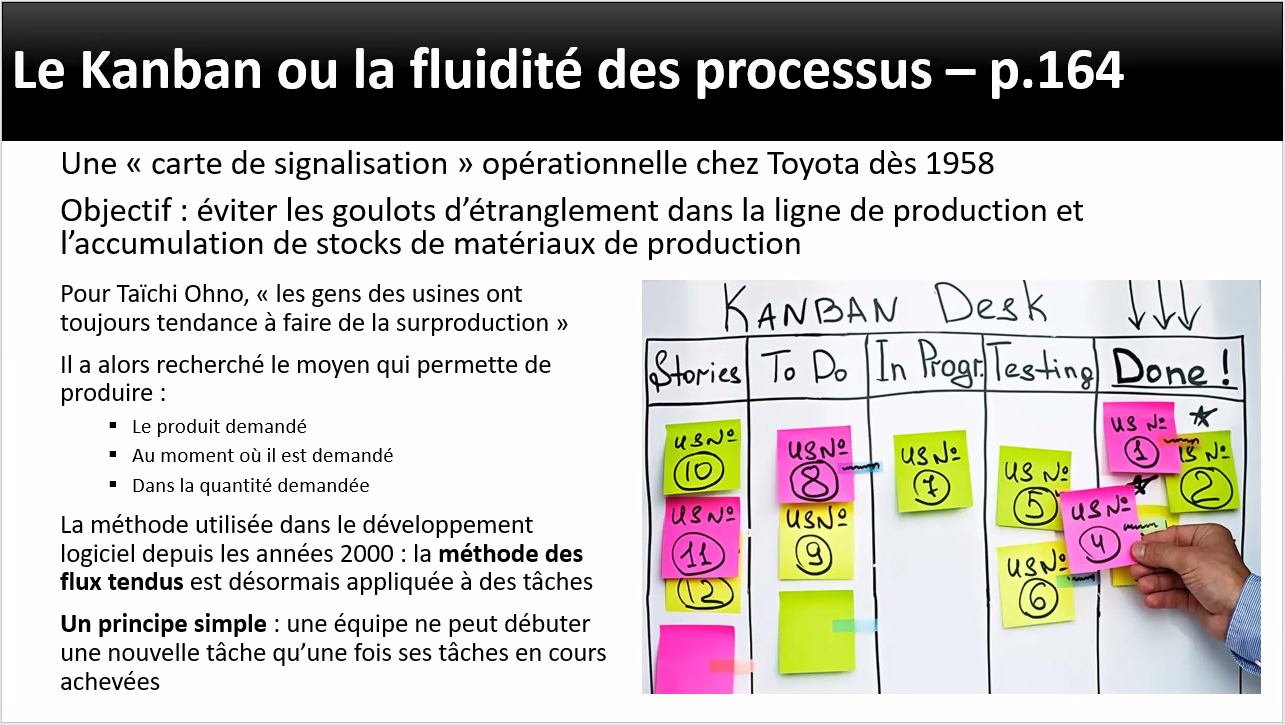 Le Kanban ou la fluidité des processus – p.164
Une « carte de signalisation » opérationnelle chez Toyota dès 1958
Objectif : éviter les goulots d’étranglement dans la ligne de production et
l’accumulation de stocks de matériaux de production
Pour Taïchi Ohno, « les gens des usines ont
toujours tendance à faire de la surproduction »
Il a alors recherché le moyen qui permette de
produire :
▪ Le produit demandé
▪ Au moment où il est demandé
▪ Dans la quantité demandée
La méthode utilisée dans le développement
logiciel depuis les années 2000 : la méthode des
flux tendus est désormais appliquée à des tâches
Un principe simple : une équipe ne peut débuter
une nouvelle tâche qu’une fois ses tâches en cours
achevées
KANBAN Desk
Stories
To Do
In Progr.
Testing
Done !
US Nº
10
US Nº
11
12
US Nº
8
US Nº
9
US Nº
7
US Nº
5
US Nº
6
US Nº
1
US Nº
2
US Nº
4